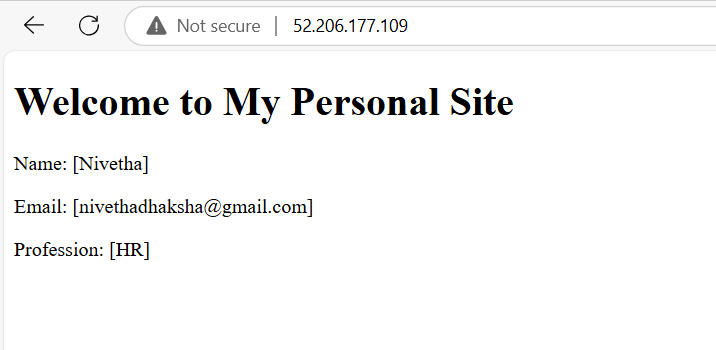 Not secure | 52.206.177.109
Welcome to My Personal Site
Name: [Nivetha]
Email: [nivethadhaksha@gmail.com]
Profession: [HR]